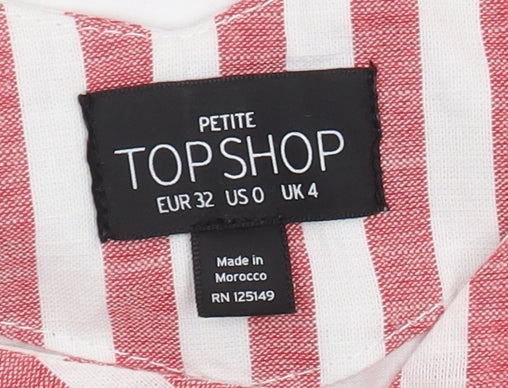 PETITE
TOPSHOP
EUR 32 US 0 UK 4
Made in
Morocco
RN 125149